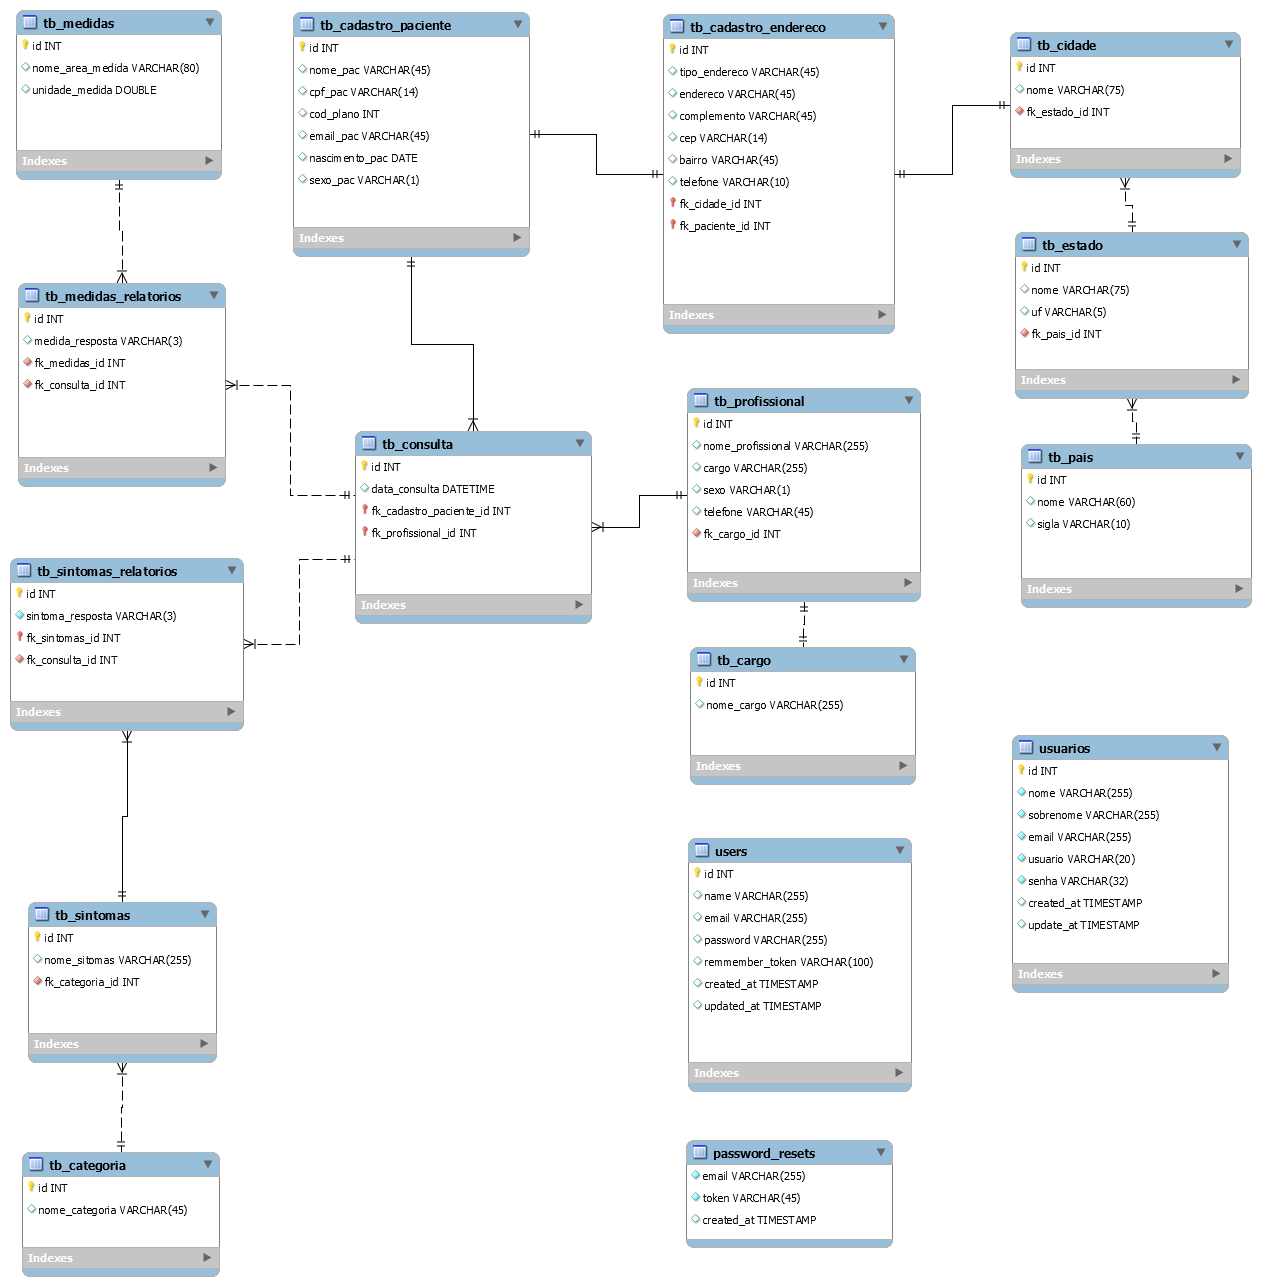 tb_medidas
id INT
nome_area_medida VARCHAR(80)
unidade_medida DOUBLE
Indexes
tb_cadastro_paciente
id INT
nome_pac VARCHAR(45)
cpf_pac VARCHAR(14)
cod_plano INT
email_pac VARCHAR(45)
nascimento_pac DATE
sexo_pac VARCHAR(1)
Indexes
tb_cadastro_endereco
id INT
tipo_endereco VARCHAR(45)
endereco VARCHAR(45)
complemento VARCHAR(45)
cep VARCHAR(14)
bairro VARCHAR(45)
telefone VARCHAR(10)
fk_cidade_id INT
fk_paciente_id INT
Indexes
tb_cidade
id INT
nome VARCHAR(75)
fk_estado_id INT
Indexes
tb_estado
id INT
nome VARCHAR(75)
uf VARCHAR(5)
fk_pais_id INT
Indexes
tb_medidas_relatorios
id INT
medida_resposta VARCHAR(3)
fk_medidas_id INT
fk_consulta_id INT
Indexes
tb_consulta
id INT
data_consulta DATETIME
fk_cadastro_paciente_id INT
fk_profissional_id INT
Indexes
tb_profissional
id INT
nome_profissional VARCHAR(255)
cargo VARCHAR(255)
sexo VARCHAR(1)
telefone VARCHAR(45)
fk_cargo_id INT
Indexes
tb_pais
id INT
nome VARCHAR(60)
sigla VARCHAR(10)
Indexes
tb_sintomas_relatorios
id INT
sintoma_resposta VARCHAR(3)
fk_sintomas_id INT
fk_consulta_id INT
Indexes
tb_cargo
id INT
nome_cargo VARCHAR(255)
Indexes
usuarios
id INT
nome VARCHAR(255)
sobrenome VARCHAR(255)
email VARCHAR(255)
usuario VARCHAR(20)
senha VARCHAR(32)
created_at TIMESTAMP
update_at TIMESTAMP
Indexes
users
id INT
name VARCHAR(255)
email VARCHAR(255)
password VARCHAR(255)
remmember_token VARCHAR(100)
created_at TIMESTAMP
updated_at TIMESTAMP
Indexes
tb_sintomas
id INT
nome_sitomas VARCHAR(255)
fk_categoria_id INT
Indexes
tb_categoria
id INT
nome_categoria VARCHAR(45)
Indexes
password_resets
email VARCHAR(255)
token VARCHAR(45)
created_at TIMESTAMP